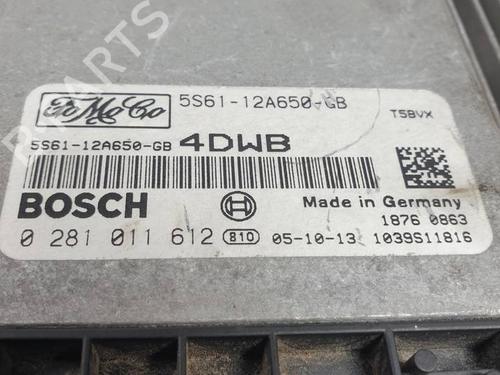 FoMoCo
5S61-12A650-GB
T5BVX
5S61-12A650-GB 4DWB
BOSCH
Made in Germany
1876 0863
0 281 011 612 B10 05-10-13 1039S11816